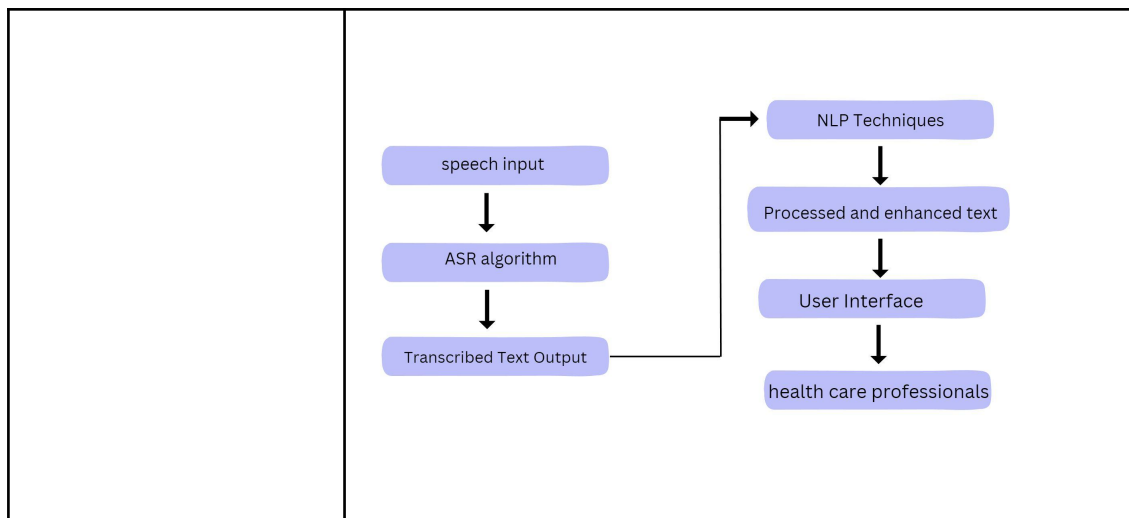 speech input
ASR algorithm
Transcribed Text Output
NLP Techniques
Processed and enhanced text
User Interface
health care professionals